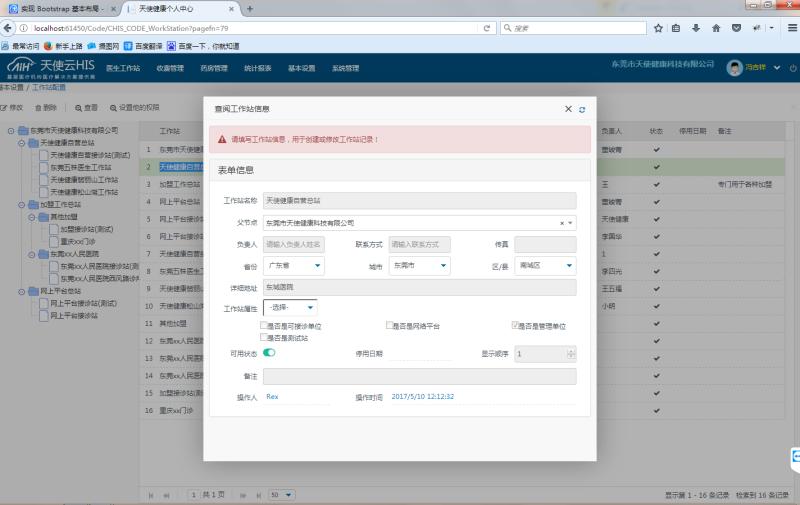 实现 Bootstrap 基本布局 -
天使健康个人中心
localhost:61450/Code/CHIS_CODE_WorkStation?pagefn=79
搜索
最常访问 新手上路 摄图网 百度翻译 百度一下，你就知道
天使云HIS
基层医疗机构医疗解决方案提供商
医生工作站 收费管理 药房管理 统计报表 基本设置 系统管理
东莞市天使健康科技有限公司
冯吉祥
基本设置 / 工作站配置
修改 删除 查看 设置他的权限
东莞市天使健康科技有限公司
天使健康自营总站
天使健康自营接诊站(测试)
东莞五株医生工作站
天使健康松山湖工作站
加盟工作总站
其他加盟
加盟接诊站(测试)
重庆xx门诊
东莞xx人民医院
东莞xx人民医院接诊站(测
东莞xx人民医院西风路
网上平台总站
网上平台接诊站(测试)
网上平台接诊站
工作站
1 东莞市天使健康
2 天使健康自营总
3 加盟工作总站
4 网上平台总站
5 网上平台接诊站
6 网上平台接诊站
7 天使健康自营
8 东莞五株医生工
9 天使健康
10 天使健康松山
11 其他加盟
12 东莞xx人民医院
13 东莞xx人民医院
14 东莞xx人民医院
15 加盟接诊站(测
16 重庆xx门诊
负责人 状态 停用日期 备注
王 专门用于各种加盟
天使健康
李国华
1
李四光
王五福
小明
查阅工作站信息
请填写工作站信息，用于创建或修改工作站记录！
表单信息
工作站名称 天使健康自营总站
父节点 东莞市天使健康科技有限公司
负责人 请输入负责人姓名 联系方式 请输入联系方式 传真
省份 广东省 城市 东莞市 区/县 南城区
详细地址 东城医院
工作站属性 -选择-
是否是可接诊单位 是否是网络平台 是否是管理单位
是否是测试站
可用状态 停用日期 显示顺序 1
备注
操作人 Rex 操作时间 2017/5/10 12:12:32
1 共 1 页 50
显示第 1 - 16 条记录 检索到 16 条记录